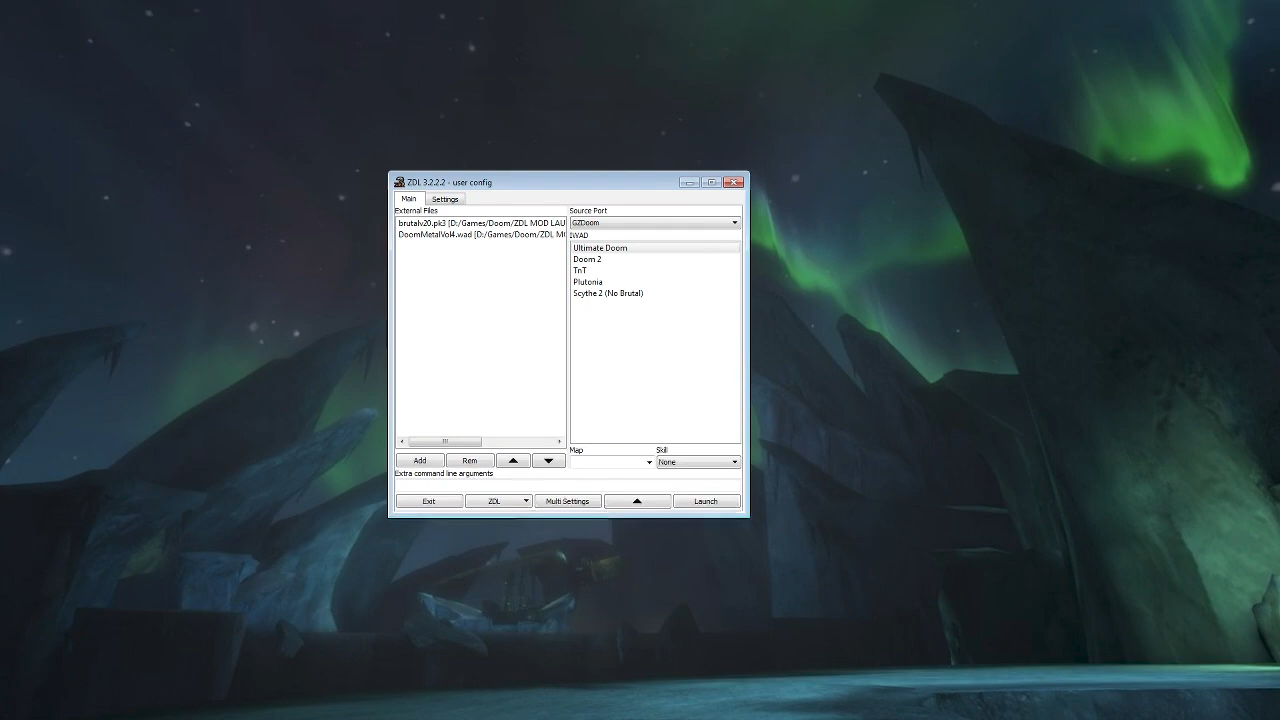 ZDL 3.2.2.2 - user config
Main
Settings
External Files
brutalv20.pk3 [D:/Games/Doom/ZDL MOD LAU
DoomMetalVol4.wad [D:/Games/Doom/ZDL M
Source Port
GZDoom
IWAD
Ultimate Doom
Doom 2
TnT
Plutonia
Scythe 2 (No Brutal)
Map
Skill
None
Add
Rem
Extra command line arguments
Exit
ZDL
Multi Settings
Launch